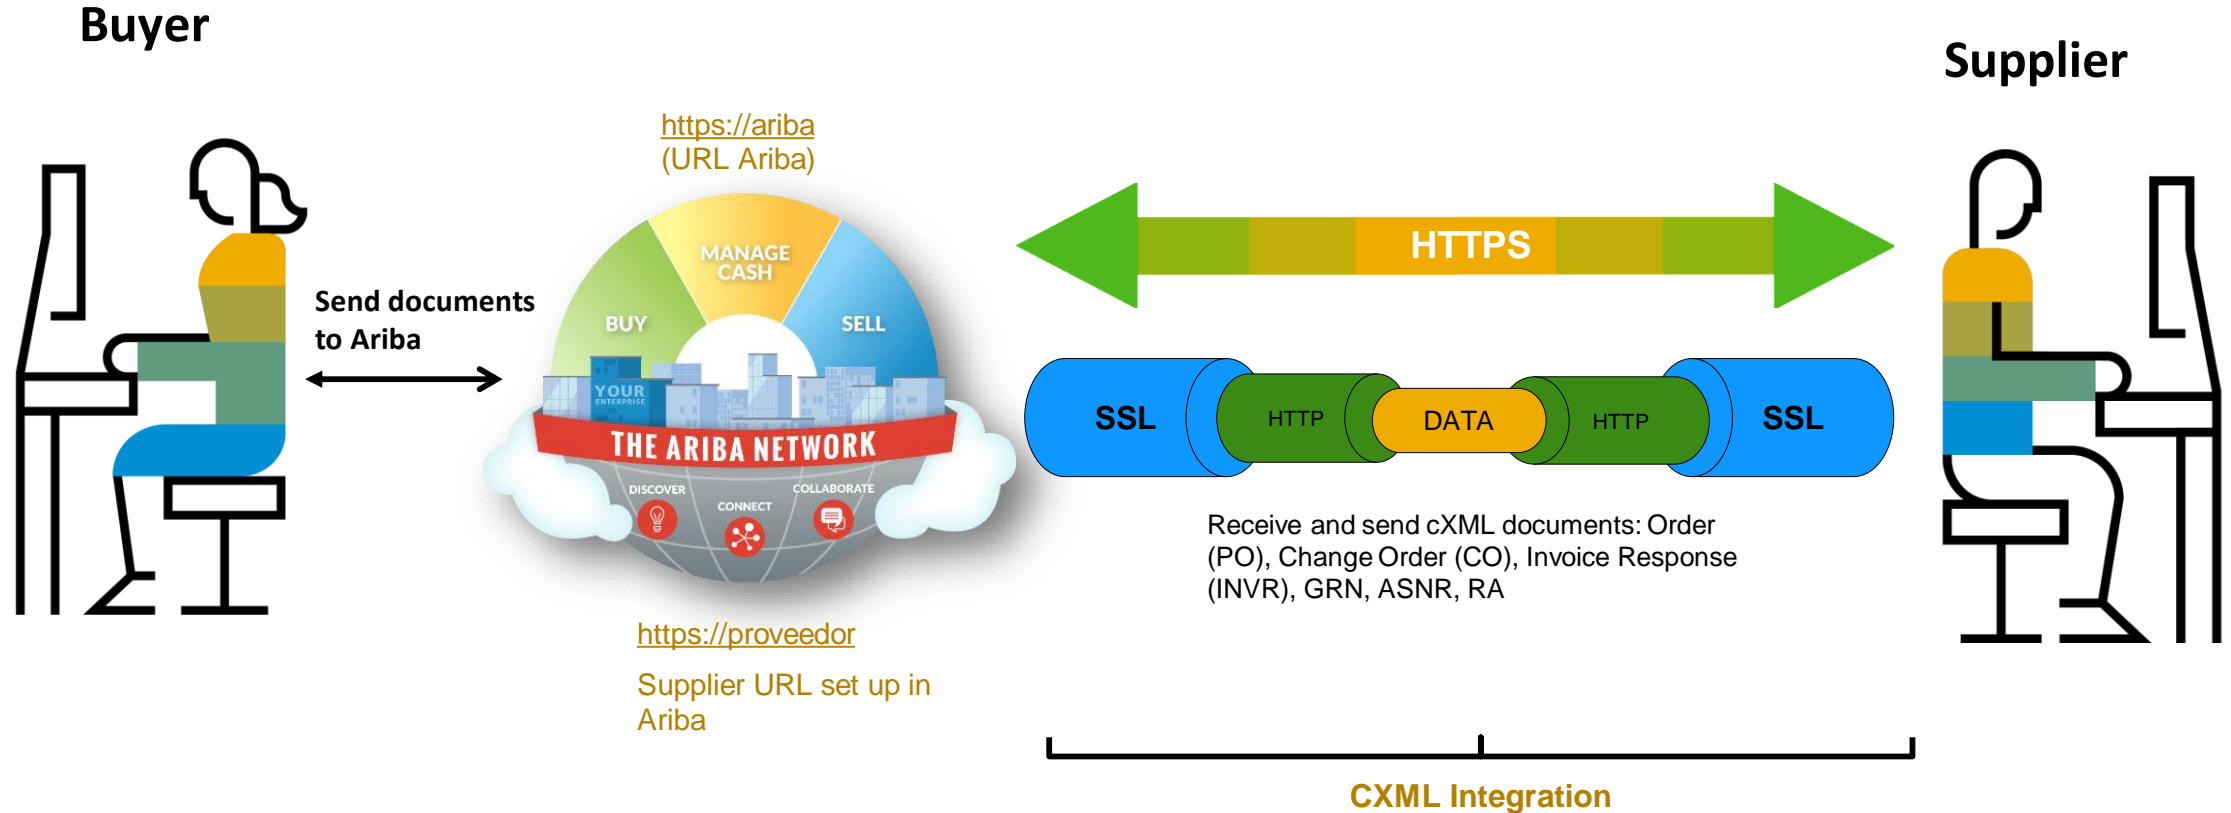 Buyer
Supplier
https://ariba
(URL Ariba)
MANAGE
CASH
BUY
SELL
YOUR
ENTERPRISE
THE ARIBA NETWORK
DISCOVER
CONNECT
COLLABORATE
Send documents
to Ariba
HTTPS
SSL
HTTP
DATA
HTTP
SSL
Receive and send cXML documents: Order
(PO), Change Order (CO), Invoice Response
(INVR), GRN, ASNR, RA
https://proveedor
Supplier URL set up in
Ariba
CXML Integration